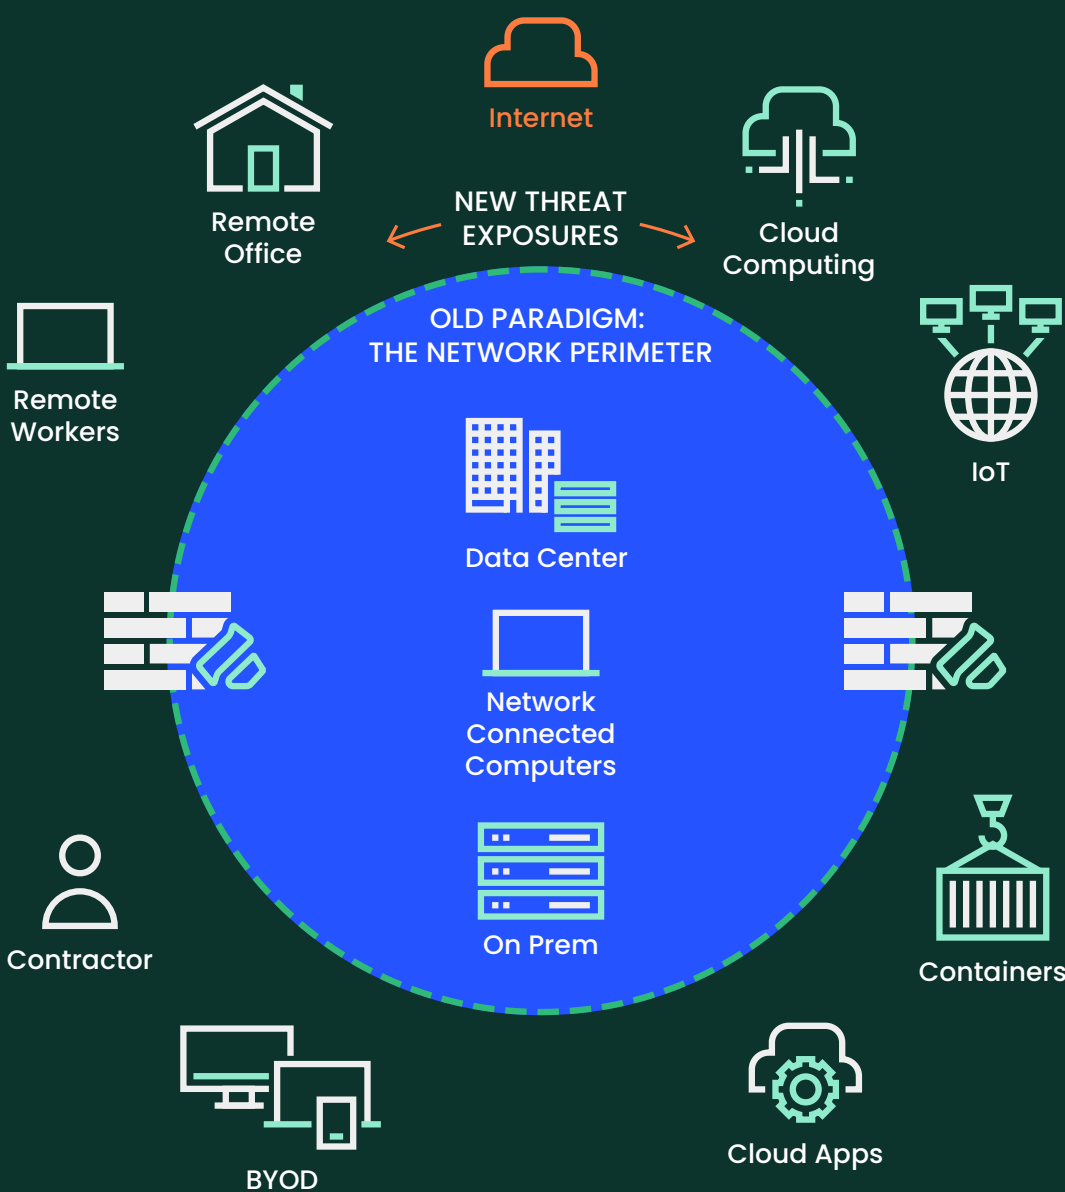 Internet
Remote
Office
NEW THREAT
EXPOSURES
Cloud
Computing
OLD PARADIGM:
THE NETWORK PERIMETER
Remote
Workers
IoT
Data Center
Network
Connected
Computers
On Prem
Contractor
Containers
Cloud Apps
BYOD